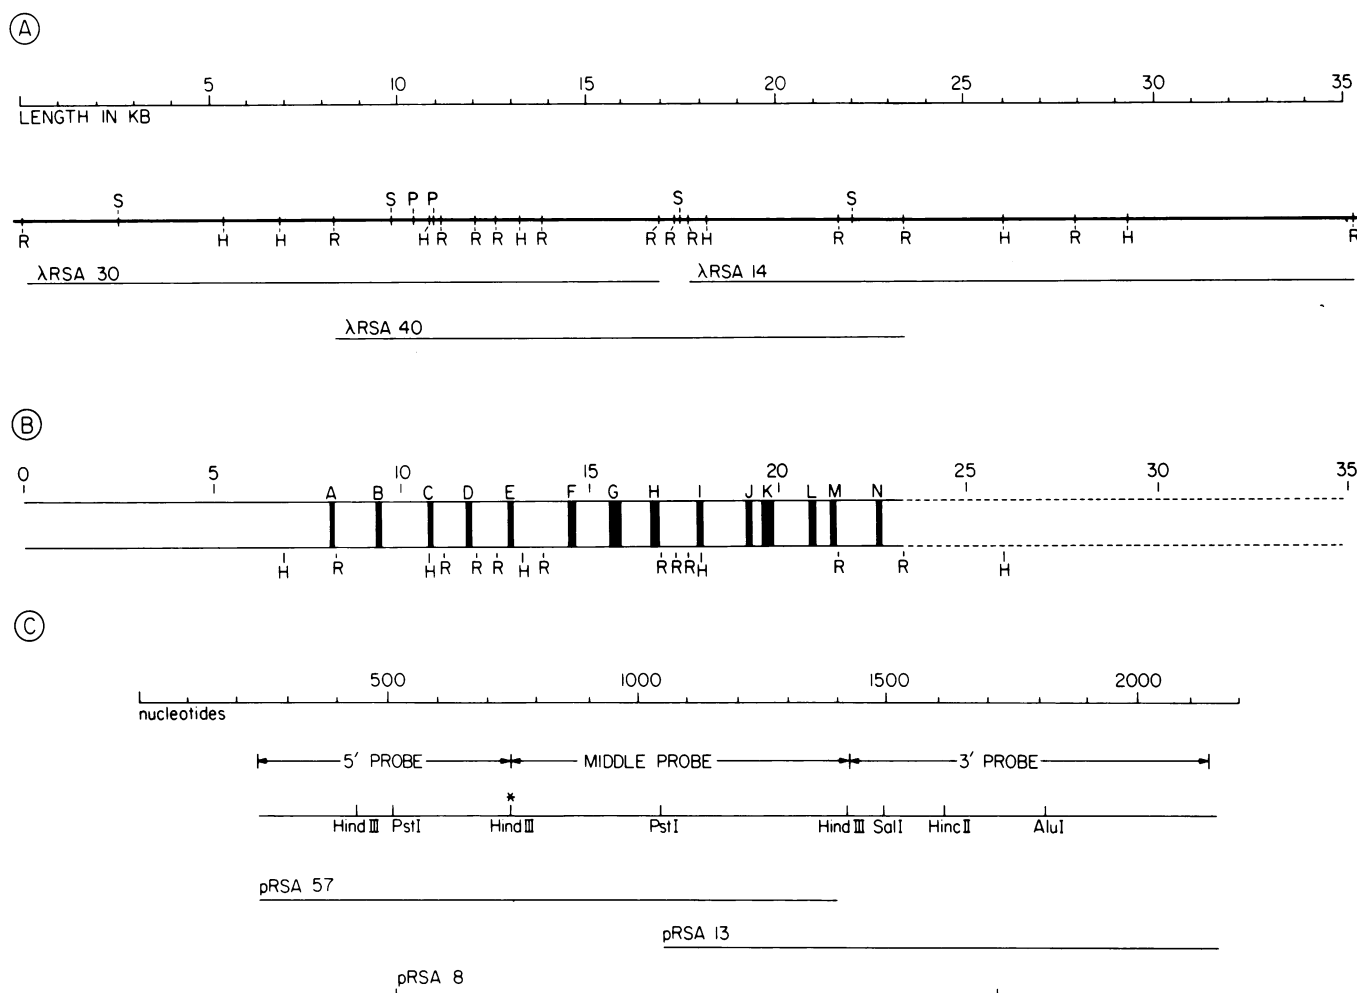 A
5 10 15 20 25 30 35
LENGTH IN KB
S S P P S S
R H H R H R R R H R R R R H R R H R H R
λRSA 30 λRSA 14
λRSA 40
B
0 5 10 15 20 25 30 35
A B C D E F G H I J K L M N
H R H R R R H R R R R H R R H
C
500 1000 1500 2000
nucleotides
5' PROBE MIDDLE PROBE 3' PROBE
*
Hind III PstI Hind III PstI Hind III SalI HincII AluI
pRSA 57
pRSA 13
pRSA 8